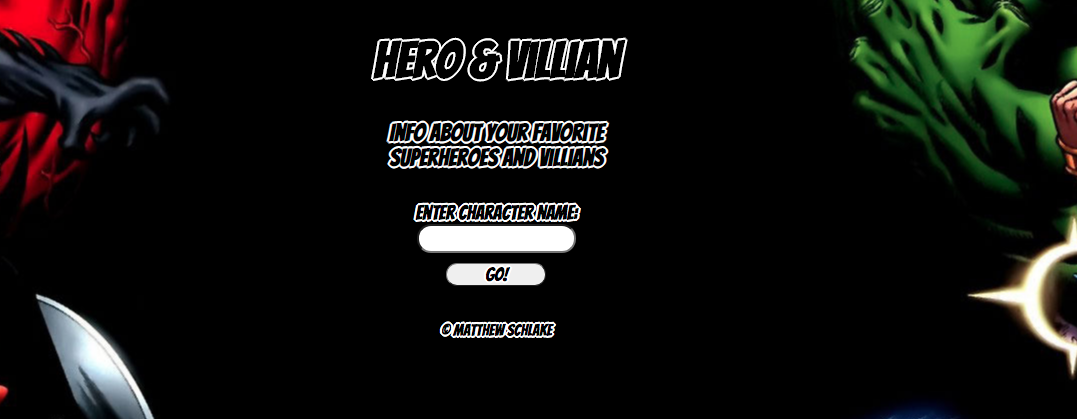 HERO & VILLIAN
INFO ABOUT YOUR FAVORITE
SUPERHEROES AND VILLIANS
ENTER CHARACTER NAME:
GO!
© MATTHEW SCHLAKE